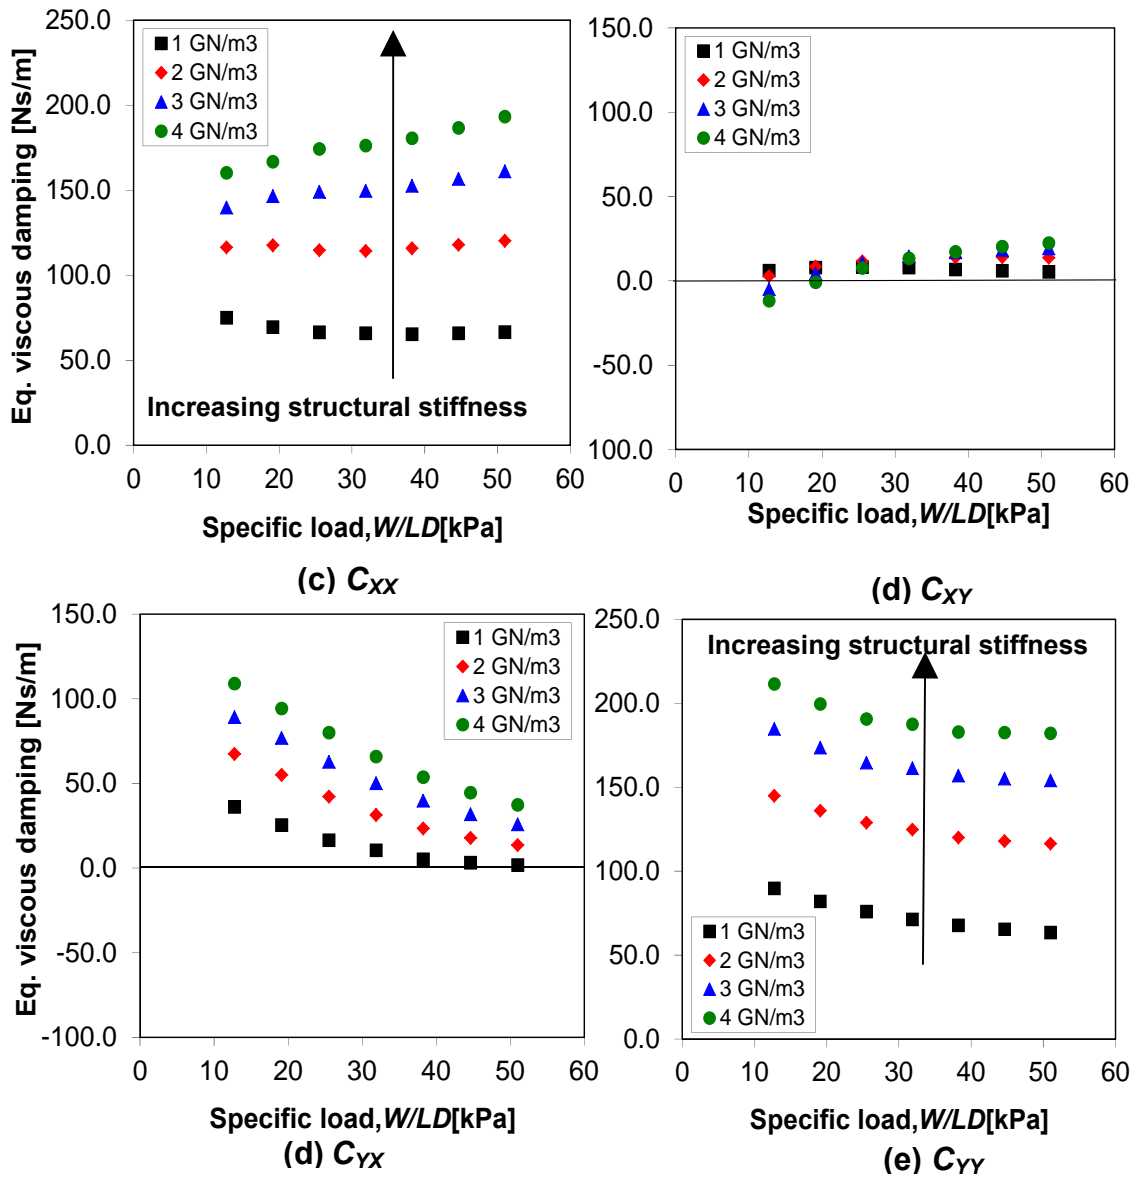 Eq. viscous damping [Ns/m]
250.0
200.0
150.0
100.0
50.0
0.0
1 GN/m3
2 GN/m3
3 GN/m3
4 GN/m3
Increasing structural stiffness
0 10 20 30 40 50 60
Specific load,W/LD[kPa]
(c) CXX
150.0
100.0
50.0
0.0
-50.0
100.0
1 GN/m3
2 GN/m3
3 GN/m3
4 GN/m3
0 10 20 30 40 50 60
Specific load,W/LD[kPa]
(d) CXY
Eq. viscous damping [Ns/m]
150.0
100.0
50.0
0.0
-50.0
-100.0
1 GN/m3
2 GN/m3
3 GN/m3
4 GN/m3
0 10 20 30 40 50 60
Specific load,W/LD[kPa]
(d) CYX
250.0
200.0
150.0
100.0
50.0
0.0
Increasing structural stiffness
1 GN/m3
2 GN/m3
3 GN/m3
4 GN/m3
0 10 20 30 40 50 60
Specific load,W/LD[kPa]
(e) CYY